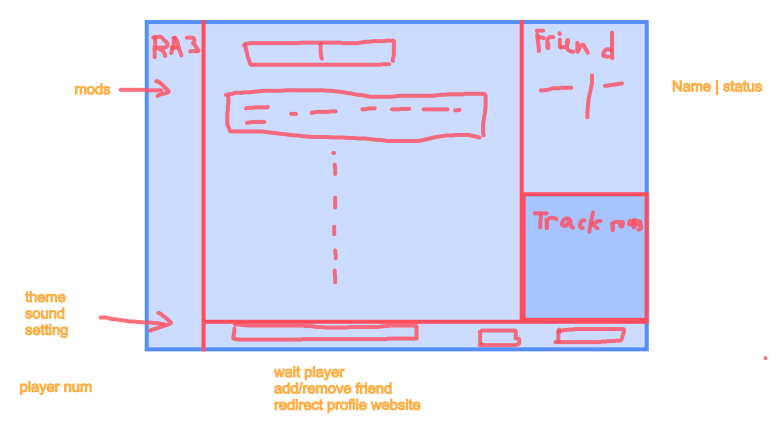 RA3
Friend
mods
Name | status
Track room
theme
sound
setting
wait player
player num
add/remove friend
redirect profile website